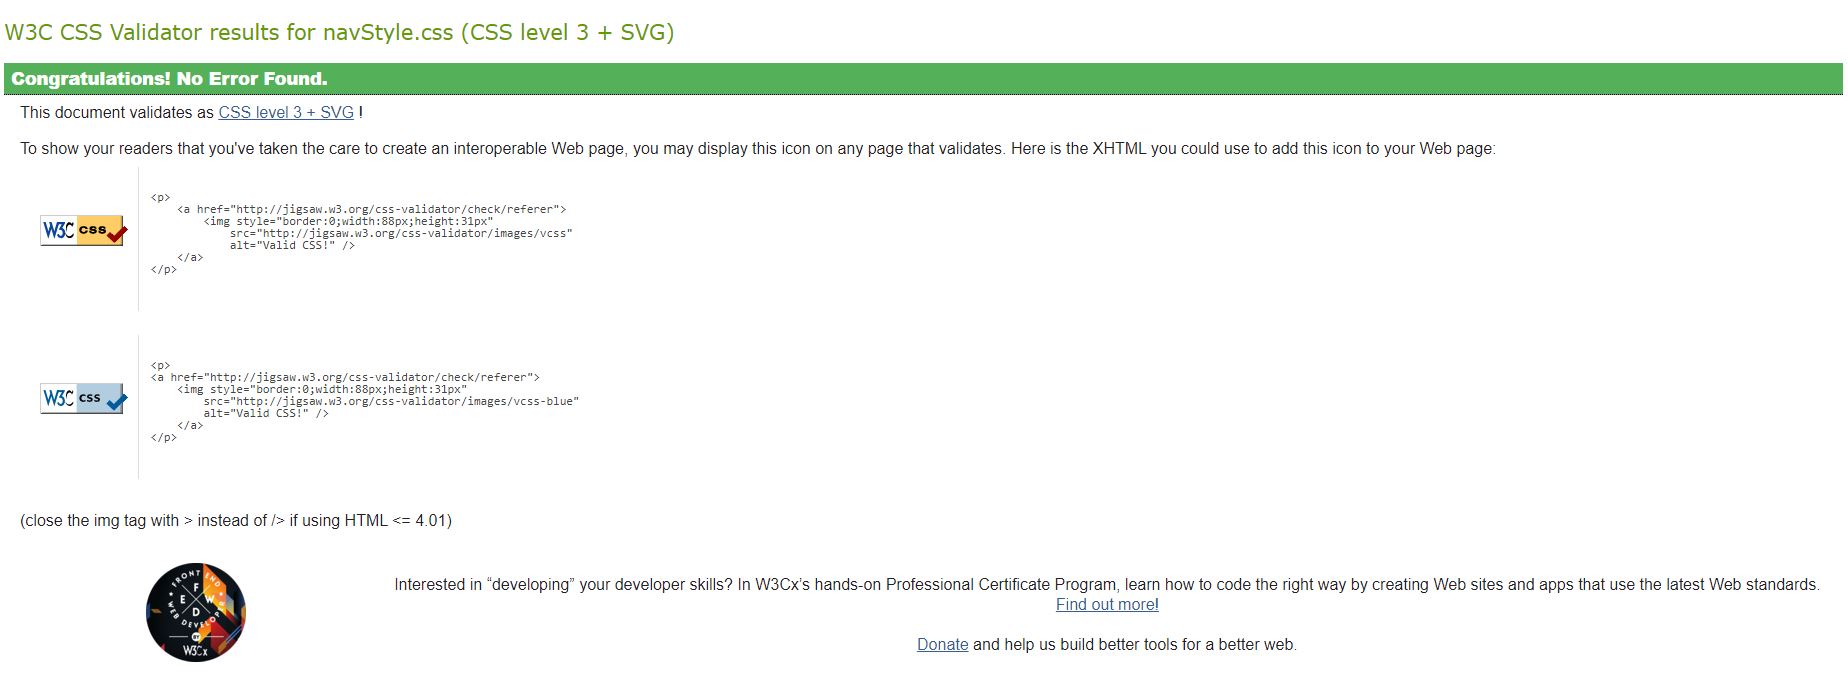 W3C CSS Validator results for navStyle.css (CSS level 3 + SVG)
Congratulations! No Error Found.
This document validates as CSS level 3 + SVG !
To show your readers that you've taken the care to create an interoperable Web page, you may display this icon on any page that validates. Here is the XHTML you could use to add this icon to your Web page:
W3C css
<p>
<a href="http://jigsaw.w3.org/css-validator/check/referer">
<img style="border:0;width:88px;height:31px"
src="http://jigsaw.w3.org/css-validator/images/vcss"
alt="Valid CSS!" />
</a>
</p>
W3C css
<p>
<a href="http://jigsaw.w3.org/css-validator/check/referer">
<img style="border:0;width:88px;height:31px"
src="http://jigsaw.w3.org/css-validator/images/vcss-blue"
alt="Valid CSS!" />
</a>
</p>
(close the img tag with > instead of /> if using HTML <= 4.01)
FRONT END
F
E W
D
WEB DEVELOPER
W3Cx
Interested in “developing” your developer skills? In W3Cx’s hands-on Professional Certificate Program, learn how to code the right way by creating Web sites and apps that use the latest Web standards.
Find out more!
Donate and help us build better tools for a better web.